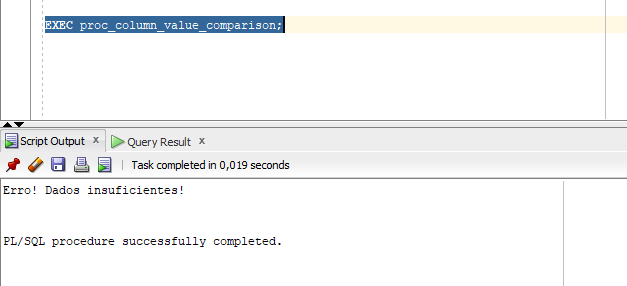 EXEC proc_column_value_comparison;
Script Output x
Query Result x
Task completed in 0,019 seconds
Erro! Dados insuficientes!
PL/SQL procedure successfully completed.